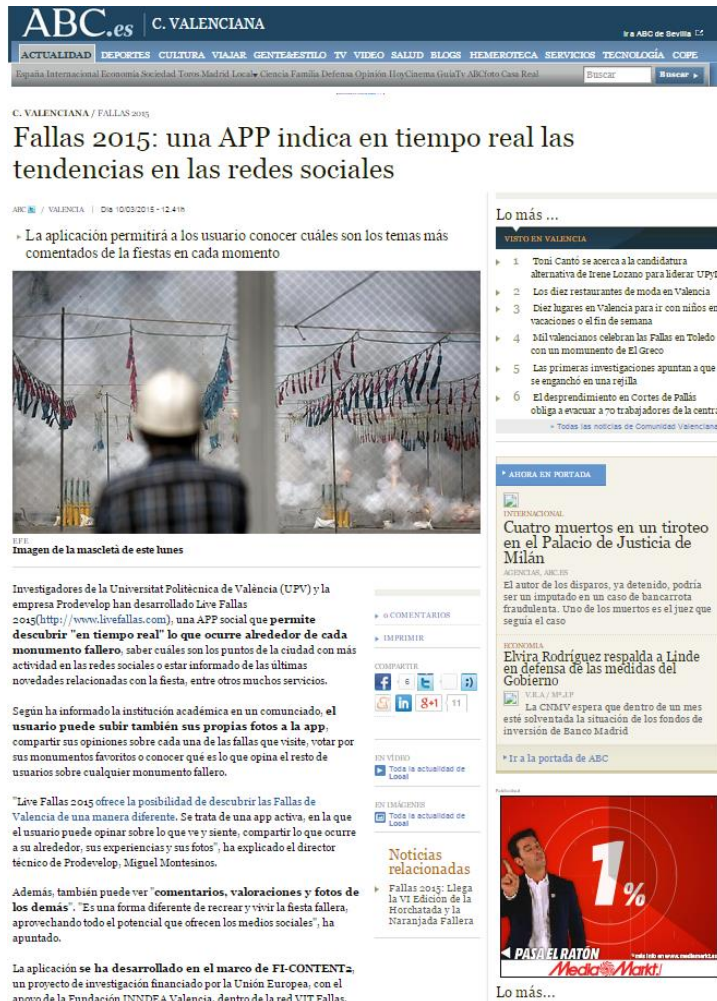 ABC.es C. VALENCIANA
Ir a ABC de Sevilla
ACTUALIDAD DEPORTES CULTURA VIAJAR GENTE&ESTILO TV VIDEO SALUD BLOGS HEMEROTECA SERVICIOS TECNOLOGÍA COPE
España Internacional Economía Sociedad Toros Madrid Local Ciencia Familia Defensa Opinión HoyCinema GuiaTv ABCfoto Casa Real
Buscar Buscar
C. VALENCIANA / FALLAS 2015
Fallas 2015: una APP indica en tiempo real las
tendencias en las redes sociales
ABC / VALENCIA | Día 10/03/2015 - 12.41h
La aplicación permitirá a los usuario conocer cuáles son los temas más
comentados de la fiestas en cada momento
EFE
Imagen de la mascletà de este lunes
Investigadores de la Universitat Politècnica de València (UPV) y la
empresa Prodevelop han desarrollado Live Fallas
2015(http://www.livefallas.com), una APP social que permite
descubrir "en tiempo real" lo que ocurre alrededor de cada
monumento fallero, saber cuáles son los puntos de la ciudad con más
actividad en las redes sociales o estar informado de las últimas
novedades relacionadas con la fiesta, entre otros muchos servicios.
Según ha informado la institución académica en un comunciado, el
usuario puede subir también sus propias fotos a la app,
compartir sus opiniones sobre cada una de las fallas que visite, votar por
sus monumentos favoritos o conocer qué es lo que opina el resto de
usuarios sobre cualquier monumento fallero.
"Live Fallas 2015 ofrece la posibilidad de descubrir las Fallas de
Valencia de una manera diferente. Se trata de una app activa, en la que
el usuario puede opinar sobre lo que ve y siente, compartir lo que ocurre
a su alrededor, sus experiencias y sus fotos", ha explicado el director
técnico de Prodevelop, Miguel Montesinos.
Además, también puede ver "comentarios, valoraciones y fotos de
los demás". "Es una forma diferente de recrear y vivir la fiesta fallera,
aprovechando todo el potencial que ofrecen los medios sociales", ha
apuntado.
La aplicación se ha desarrollado en el marco de FI-CONTENT2,
un proyecto de investigación financiado por la Unión Europea, con el
apoyo de la Fundación INNDEA Valencia, dentro de la red VIT Fallas.
0 COMENTARIOS
IMPRIMIR
COMPARTIR
6
8+1 11
EN VÍDEO
Toda la actualidad de
Local
EN IMÁGENES
Toda la actualidad de
Local
Noticias
relacionadas
Fallas 2015: Llega
la VI Edición de la
Horchatada y la
Naranjada Fallera
Lo más ...
VISTO EN VALENCIA
1 Toni Cantó se acerca a la candidatura
alternativa de Irene Lozano para liderar UPyD
2 Los diez restaurantes de moda en Valencia
3 Diez lugares en Valencia para ir con niños en
vacaciones o el fin de semana
4 Mil valencianos celebran las Fallas en Toledo
con un momunento de El Greco
5 Las primeras investigaciones apuntan a que
se enganchó en una rejilla
6 El desprendimiento en Cortes de Pallás
obliga a evacuar a 70 trabajadores de la centra
» Todas las noticias de Comunidad Valenciana
AHORA EN PORTADA
INTERNACIONAL
Cuatro muertos en un tiroteo
en el Palacio de Justicia de
Milán
AGENCIAS, ABC.ES
El autor de los disparos, ya detenido, podría
ser un imputado en un caso de bancarrota
fraudulenta. Uno de los muertos es el juez que
seguía el caso
ECONOMÍA
Elvira Rodríguez respalda a Linde
en defensa de las medidas del
Gobierno
V.R.A / Mª.J.P
La CNMV espera que dentro de un mes
esté solventada la situación de los fondos de
inversión de Banco Madrid
Ir a la portada de ABC
Publicidad
1%
PASA EL RATÓN
Media Markt
Lo más...